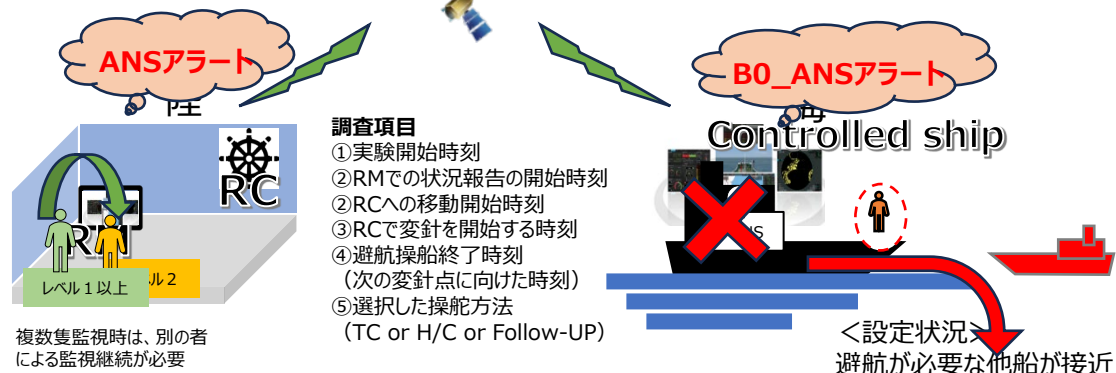 ANSアラート
陸
RC
RM
レベル１以上
ル２
複数隻監視時は、別の者
による監視継続が必要
調査項目
①実験開始時刻
②RMでの状況報告の開始時刻
②RCへの移動開始時刻
③RCで変針を開始する時刻
④避航操船終了時刻
（次の変針点に向けた時刻）
⑤選択した操舵方法
（TC or H/C or Follow-UP）
B0_ANSアラート
海
Controlled ship
＜設定状況＞
避航が必要な他船が接近